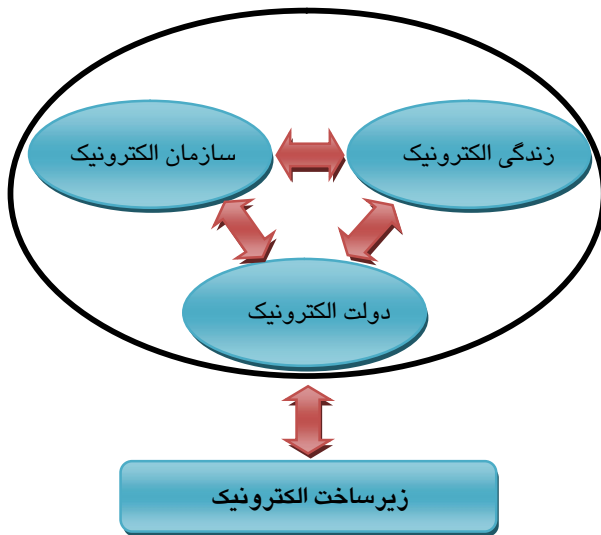 زندگی الکترونیک
سازمان الکترونیک
دولت الکترونیک
زیرساخت الکترونیک